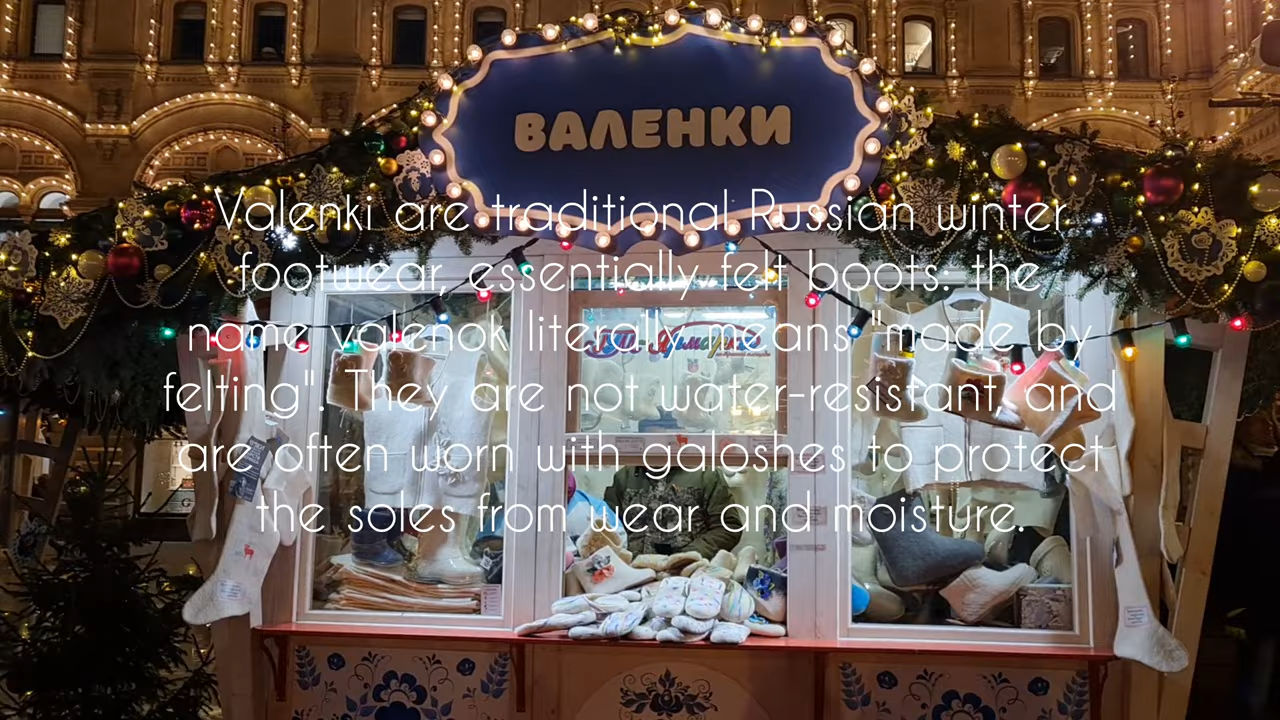 ВАЛЕНКИ
Valenki are traditional Russian winter
footwear, essentially felt boots: the
name valenok literally means "made by
felting". They are not water-resistant, and
are often worn with galoshes to protect
the soles from wear and moisture.
Ярмарка